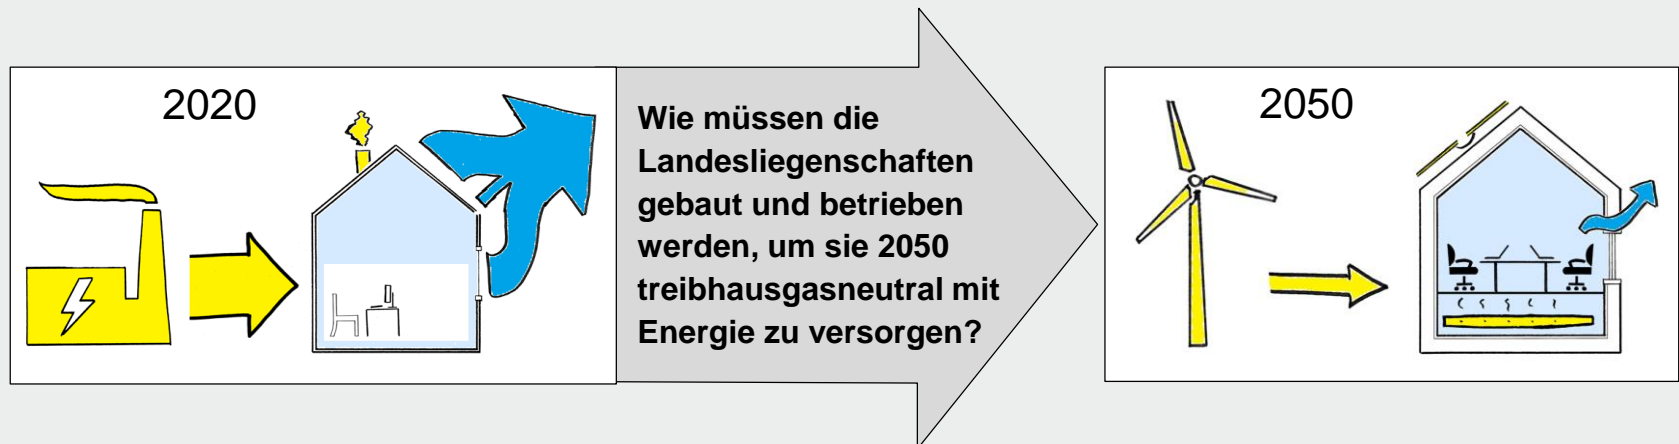 2020
Wie müssen die
Landesliegenschaften
gebaut und betrieben
werden, um sie 2050
treibhausgasneutral mit
Energie zu versorgen?
2050